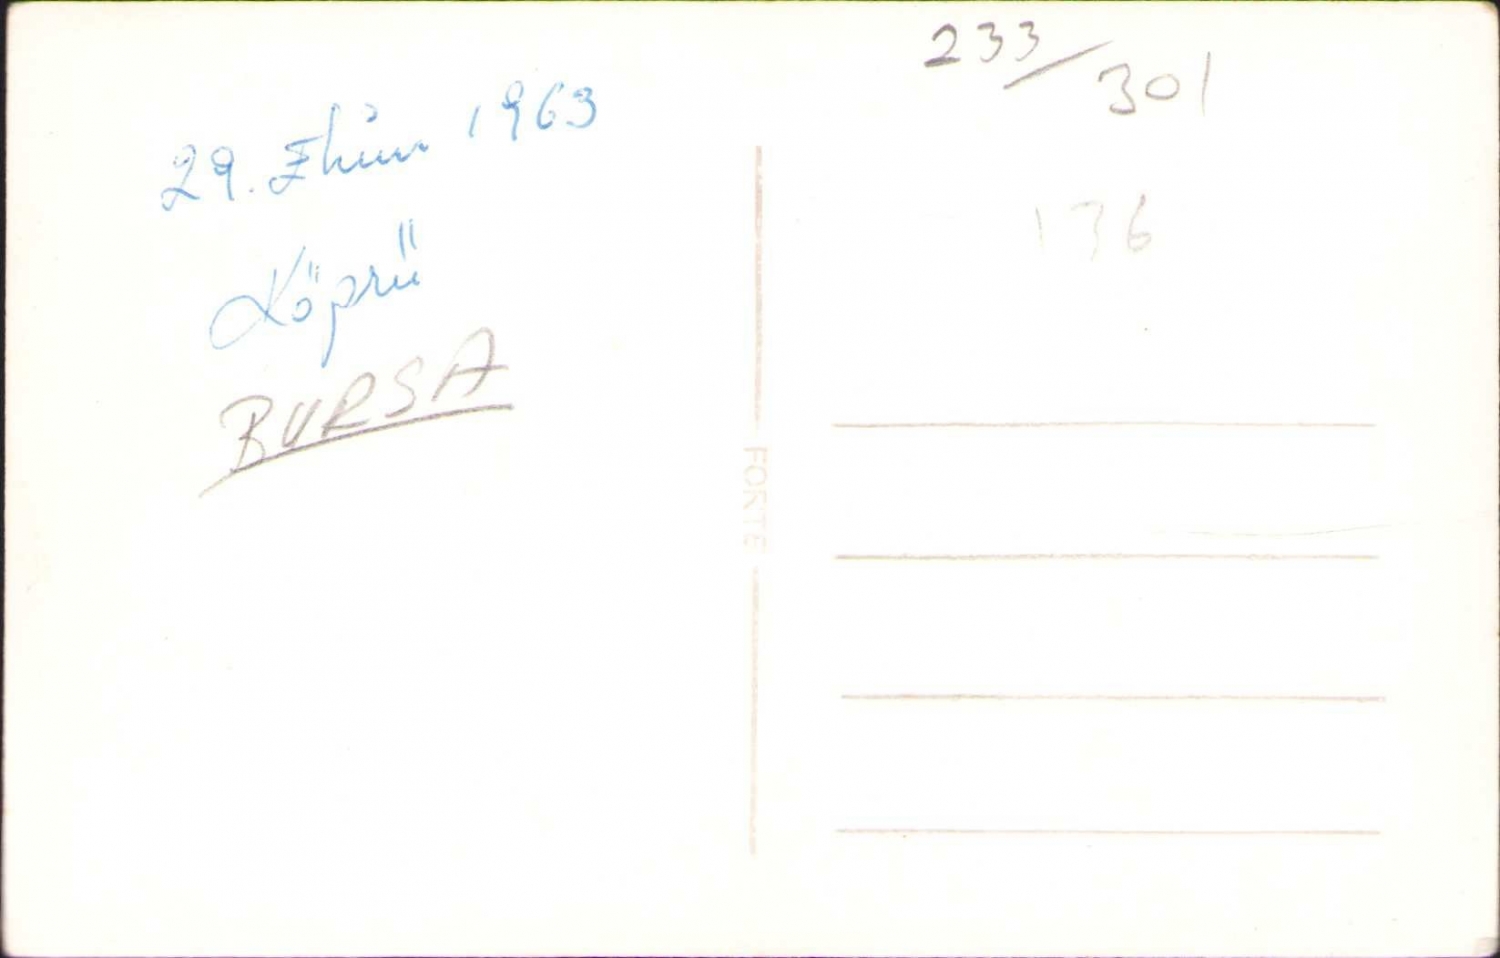 29. Ekim 1963
Köprü
BURSA
FORTE
233/301
136